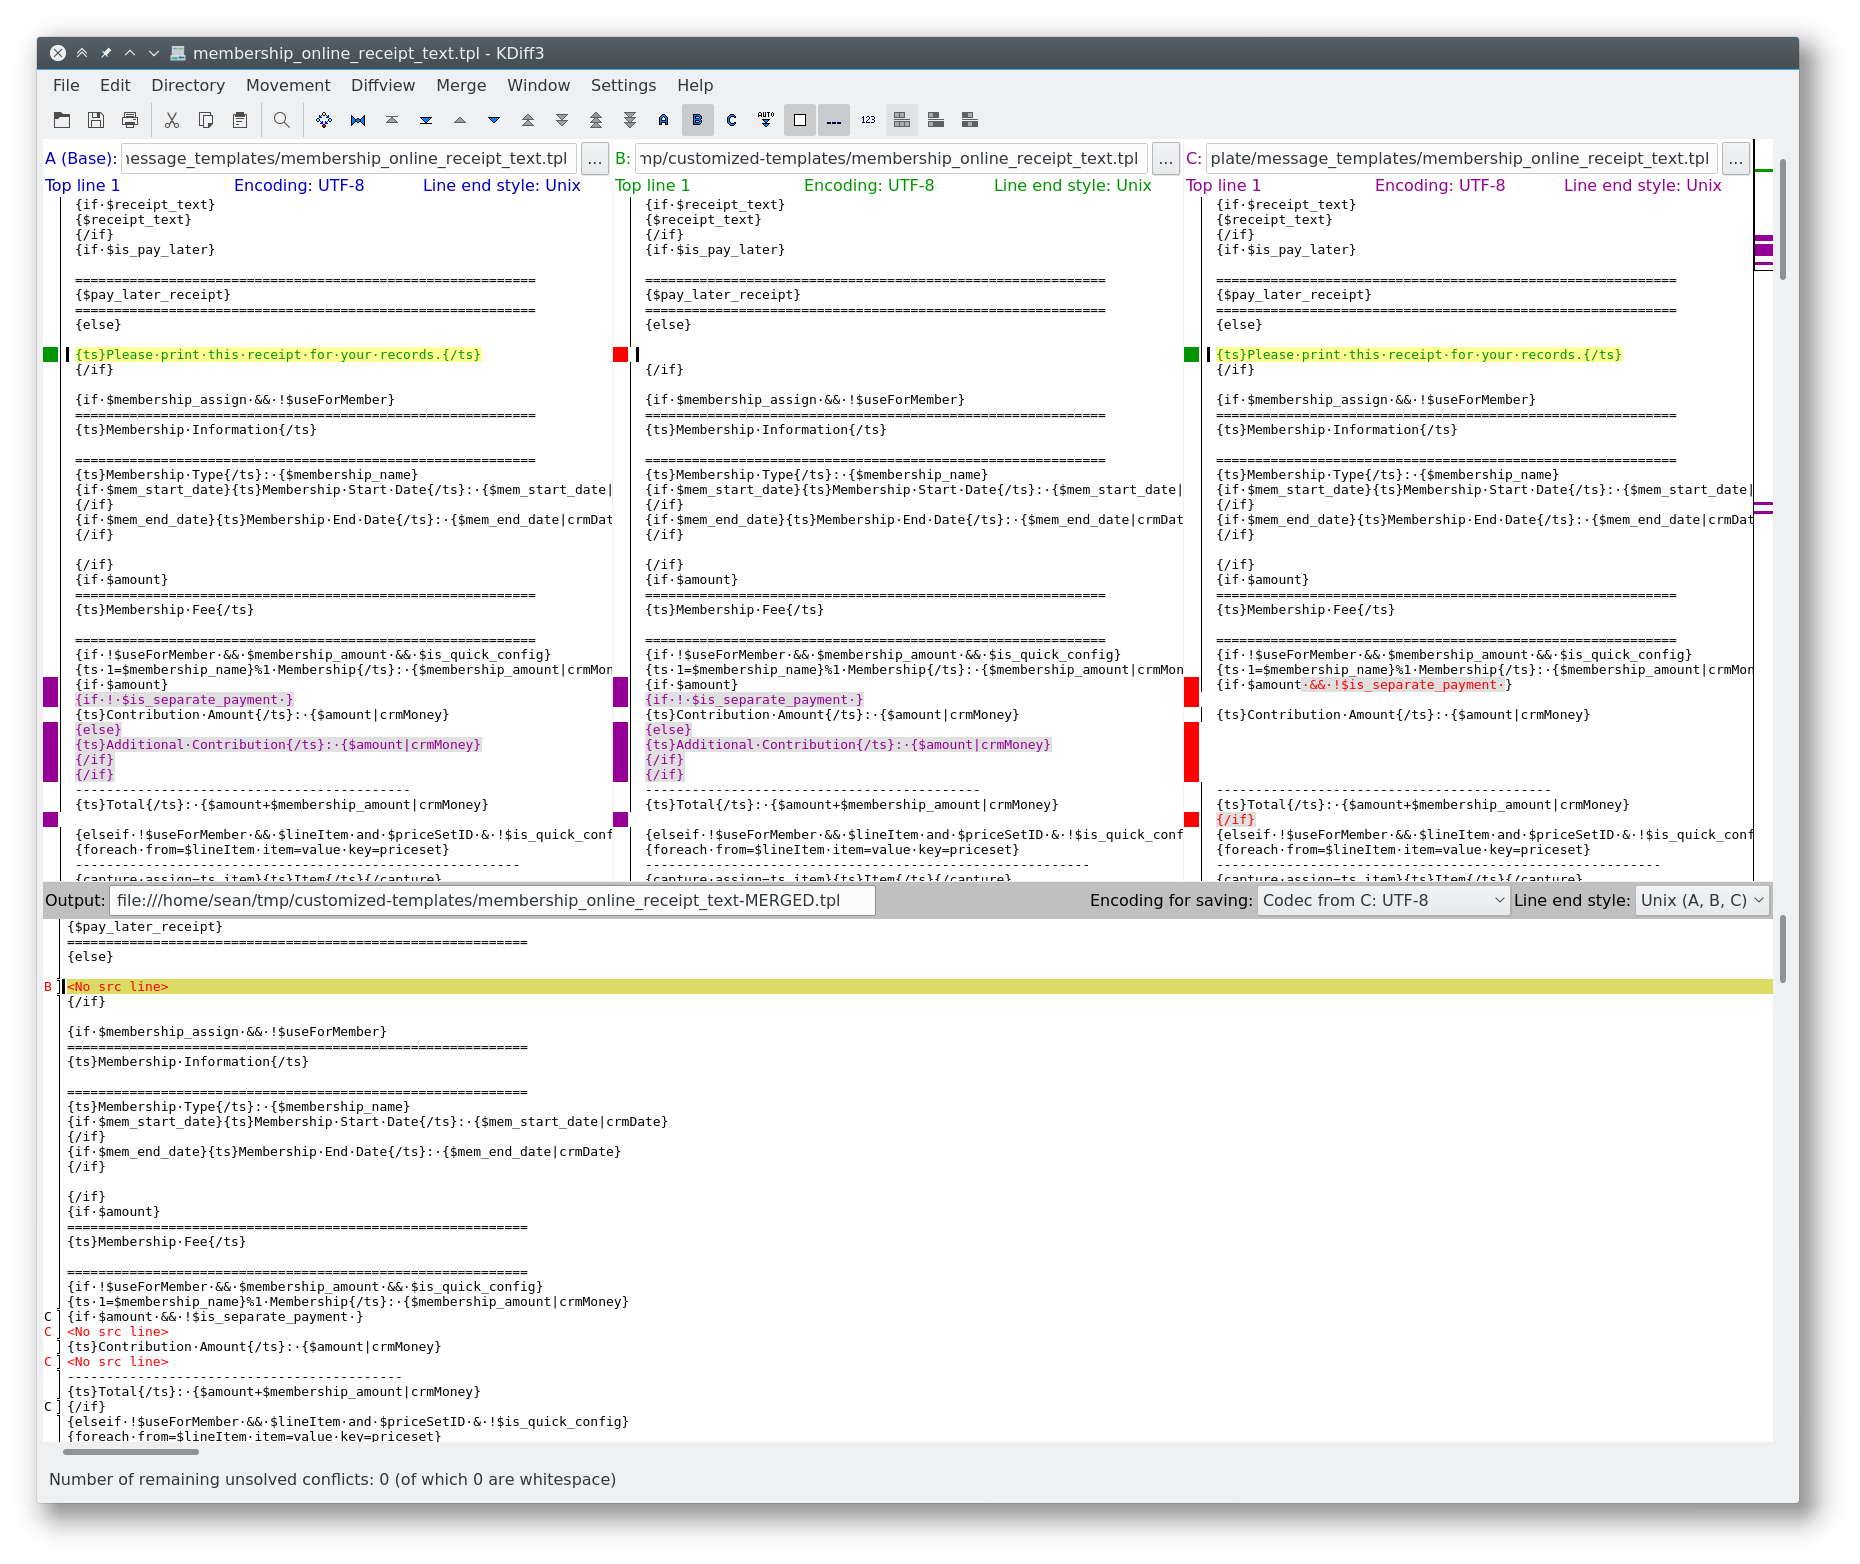 membership_online_receipt_text.tpl - KDiff3
File Edit Directory Movement Diffview Merge Window Settings Help
A B C AUTO 123
A (Base): nessage_templates/membership_online_receipt_text.tpl ...
Top line 1 Encoding: UTF-8 Line end style: Unix
{if·$receipt_text}
{$receipt_text}
{/if}
{if·$is_pay_later}
===========================================================
{$pay_later_receipt}
===========================================================
{else}
{ts}Please·print·this·receipt·for·your·records.{/ts}
{/if}
{if·$membership_assign·&&·!$useForMember}
===========================================================
{ts}Membership·Information{/ts}
===========================================================
{ts}Membership·Type{/ts}:·{$membership_name}
{if·$mem_start_date}{ts}Membership·Start·Date{/ts}:·{$mem_start_date|
{/if}
{if·$mem_end_date}{ts}Membership·End·Date{/ts}:·{$mem_end_date|crmDat
{/if}
{/if}
{if·$amount}
===========================================================
{ts}Membership·Fee{/ts}
===========================================================
{if·!$useForMember·&&·$membership_amount·&&·$is_quick_config}
{ts·1=$membership_name}%1·Membership{/ts}:·{$membership_amount|crmMon
{if·$amount}
{if·!·$is_separate_payment·}
{ts}Contribution·Amount{/ts}:·{$amount|crmMoney}
{else}
{ts}Additional·Contribution{/ts}:·{$amount|crmMoney}
{/if}
{/if}
-------------------------------------------
{ts}Total{/ts}:·{$amount+$membership_amount|crmMoney}
{elseif·!$useForMember·&&·$lineItem·and·$priceSetID·&·!$is_quick_conf
{foreach·from=$lineItem·item=value·key=priceset}
---------------------------------------------------------
{capture·assign=ts_item}{ts}Item{/ts}{/capture}
B: mp/customized-templates/membership_online_receipt_text.tpl ...
Top line 1 Encoding: UTF-8 Line end style: Unix
{if·$receipt_text}
{$receipt_text}
{/if}
{if·$is_pay_later}
===========================================================
{$pay_later_receipt}
===========================================================
{else}
{/if}
{if·$membership_assign·&&·!$useForMember}
===========================================================
{ts}Membership·Information{/ts}
===========================================================
{ts}Membership·Type{/ts}:·{$membership_name}
{if·$mem_start_date}{ts}Membership·Start·Date{/ts}:·{$mem_start_date|
{/if}
{if·$mem_end_date}{ts}Membership·End·Date{/ts}:·{$mem_end_date|crmDat
{/if}
{/if}
{if·$amount}
===========================================================
{ts}Membership·Fee{/ts}
===========================================================
{if·!$useForMember·&&·$membership_amount·&&·$is_quick_config}
{ts·1=$membership_name}%1·Membership{/ts}:·{$membership_amount|crmMon
{if·$amount}
{if·!·$is_separate_payment·}
{ts}Contribution·Amount{/ts}:·{$amount|crmMoney}
{else}
{ts}Additional·Contribution{/ts}:·{$amount|crmMoney}
{/if}
{/if}
-------------------------------------------
{ts}Total{/ts}:·{$amount+$membership_amount|crmMoney}
{elseif·!$useForMember·&&·$lineItem·and·$priceSetID·&·!$is_quick_conf
{foreach·from=$lineItem·item=value·key=priceset}
---------------------------------------------------------
{capture·assign=ts_item}{ts}Item{/ts}{/capture}
C: plate/message_templates/membership_online_receipt_text.tpl ...
Top line 1 Encoding: UTF-8 Line end style: Unix
{if·$receipt_text}
{$receipt_text}
{/if}
{if·$is_pay_later}
===========================================================
{$pay_later_receipt}
===========================================================
{else}
{ts}Please·print·this·receipt·for·your·records.{/ts}
{/if}
{if·$membership_assign·&&·!$useForMember}
===========================================================
{ts}Membership·Information{/ts}
===========================================================
{ts}Membership·Type{/ts}:·{$membership_name}
{if·$mem_start_date}{ts}Membership·Start·Date{/ts}:·{$mem_start_date|
{/if}
{if·$mem_end_date}{ts}Membership·End·Date{/ts}:·{$mem_end_date|crmDat
{/if}
{/if}
{if·$amount}
===========================================================
{ts}Membership·Fee{/ts}
===========================================================
{if·!$useForMember·&&·$membership_amount·&&·$is_quick_config}
{ts·1=$membership_name}%1·Membership{/ts}:·{$membership_amount|crmMon
{if·$amount·&&·!$is_separate_payment·}
{ts}Contribution·Amount{/ts}:·{$amount|crmMoney}
-------------------------------------------
{ts}Total{/ts}:·{$amount+$membership_amount|crmMoney}
{/if}
{elseif·!$useForMember·&&·$lineItem·and·$priceSetID·&·!$is_quick_conf
{foreach·from=$lineItem·item=value·key=priceset}
---------------------------------------------------------
{capture·assign=ts_item}{ts}Item{/ts}{/capture}
Output: file:///home/sean/tmp/customized-templates/membership_online_receipt_text-MERGED.tpl Encoding for saving: Codec from C: UTF-8 Line end style: Unix (A, B, C)
{$pay_later_receipt}
===========================================================
{else}
B <No src line>
{/if}
{if·$membership_assign·&&·!$useForMember}
===========================================================
{ts}Membership·Information{/ts}
===========================================================
{ts}Membership·Type{/ts}:·{$membership_name}
{if·$mem_start_date}{ts}Membership·Start·Date{/ts}:·{$mem_start_date|crmDate}
{/if}
{if·$mem_end_date}{ts}Membership·End·Date{/ts}:·{$mem_end_date|crmDate}
{/if}
{/if}
{if·$amount}
===========================================================
{ts}Membership·Fee{/ts}
===========================================================
{if·!$useForMember·&&·$membership_amount·&&·$is_quick_config}
{ts·1=$membership_name}%1·Membership{/ts}:·{$membership_amount|crmMoney}
C {if·$amount·&&·!$is_separate_payment·}
C <No src line>
{ts}Contribution·Amount{/ts}:·{$amount|crmMoney}
C <No src line>
-------------------------------------------
{ts}Total{/ts}:·{$amount+$membership_amount|crmMoney}
C {/if}
{elseif·!$useForMember·&&·$lineItem·and·$priceSetID·&·!$is_quick_config}
{foreach·from=$lineItem·item=value·key=priceset}
Number of remaining unsolved conflicts: 0 (of which 0 are whitespace)